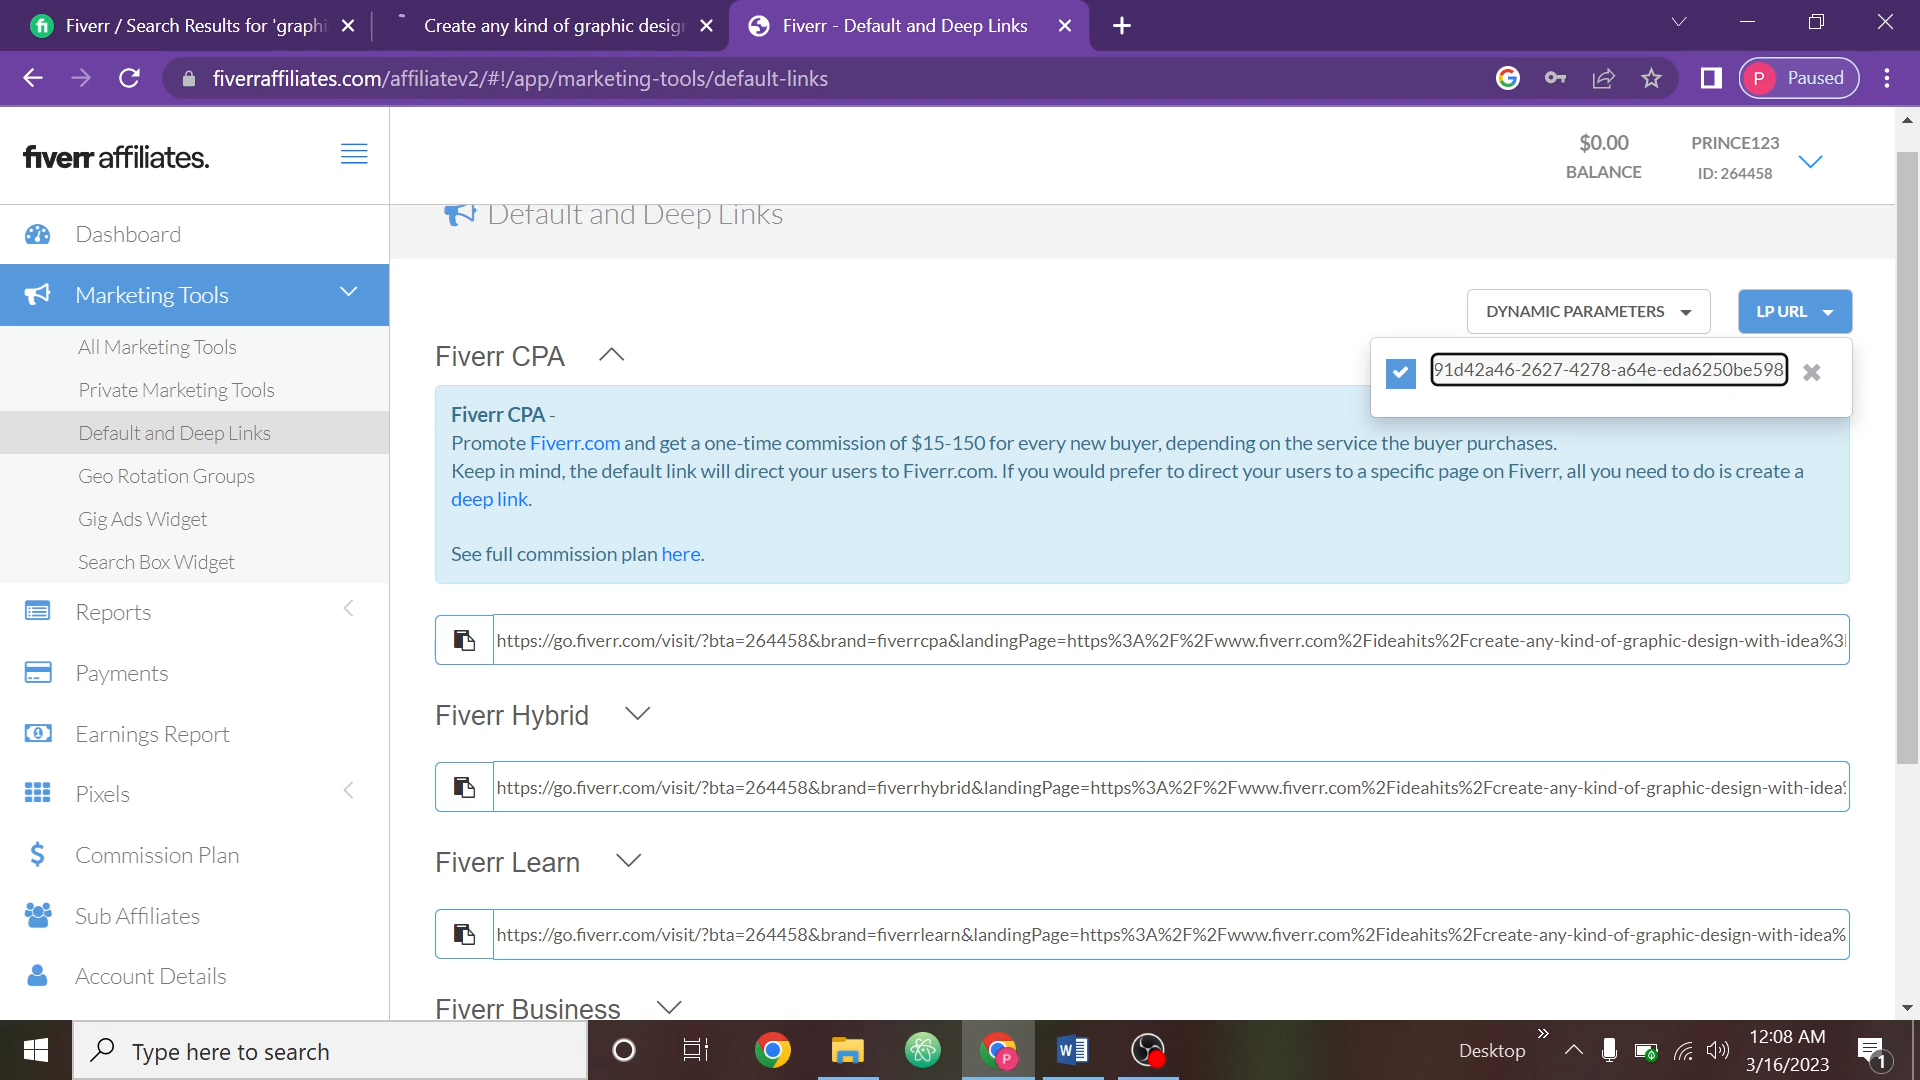 Fiverr / Search Results for 'graphi
Create any kind of graphic design
Fiverr - Default and Deep Links
fiverraffiliates.com/affiliatev2/#!/app/marketing-tools/default-links
P
Paused
fiverr affiliates.
$0.00
BALANCE
PRINCE123
ID: 264458
Dashboard
Marketing Tools
All Marketing Tools
Private Marketing Tools
Default and Deep Links
Geo Rotation Groups
Gig Ads Widget
Search Box Widget
Reports
Payments
Earnings Report
Pixels
Commission Plan
Sub Affiliates
Account Details
Default and Deep Links
DYNAMIC PARAMETERS
LP URL
91d42a46-2627-4278-a64e-eda6250be598
Fiverr CPA
Fiverr CPA -
Promote Fiverr.com and get a one-time commission of $15-150 for every new buyer, depending on the service the buyer purchases.
Keep in mind, the default link will direct your users to Fiverr.com. If you would prefer to direct your users to a specific page on Fiverr, all you need to do is create a
deep link.
See full commission plan here.
https://go.fiverr.com/visit/?bta=264458&brand=fiverrcpa&landingPage=https%3A%2F%2Fwww.fiverr.com%2Fideahits%2Fcreate-any-kind-of-graphic-design-with-idea%3
Fiverr Hybrid
https://go.fiverr.com/visit/?bta=264458&brand=fiverrhybrid&landingPage=https%3A%2F%2Fwww.fiverr.com%2Fideahits%2Fcreate-any-kind-of-graphic-design-with-idea%
Fiverr Learn
https://go.fiverr.com/visit/?bta=264458&brand=fiverrlearn&landingPage=https%3A%2F%2Fwww.fiverr.com%2Fideahits%2Fcreate-any-kind-of-graphic-design-with-idea%
Fiverr Business
Type here to search
Desktop
12:08 AM
3/16/2023
1